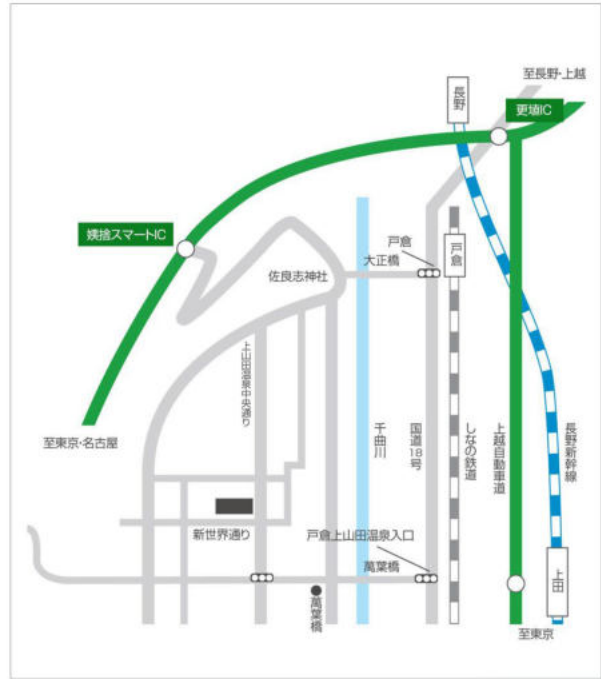 至長野・上越
長野
更埴IC
姨捨スマートIC
戸倉
大正橋
戸倉
佐良志神社
上山田温泉中央通り
至東京・名古屋
千曲川
国道18号
しなの鉄道
上越自動車道
長野新幹線
新世界通り
戸倉上山田温泉入口
萬葉橋
萬葉橋
上田
至東京